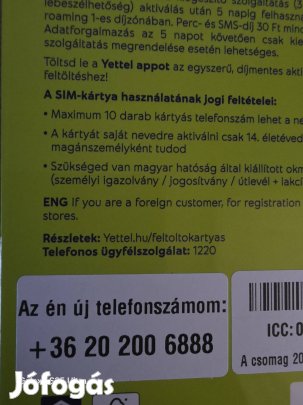 lebeszélhetőség) aktiválás után 5 napig felhaszná
roaming 1-es díjzónában. Perc- és SMS-díj 30 Ft min
Adatforgalmazás az 5 napot követően csak kie
szolgáltatás megrendelése esetén lehetséges.
Töltsd le a Yettel appot az egyszerű, díjmentes akti
feltöltéshez!
A SIM-kártya használatának jogi feltételei:
• Maximum 10 darab kártyás telefonszám lehet a ne
• A kártyát saját nevedre aktiválni csak 14. életéved
magánszemélyként tudod
• Szükséged van magyar hatóság által kiállított okm
(személyi igazolvány / jogosítvány / útlevél + lakcí
ENG If you are a foreign customer, for registration
stores.
Részletek: Yettel.hu/feltoltokartyas
Telefonos ügyfélszolgálat: 1220
Az én új telefonszámom:
+36 20 200 6888
ICC: 0
A csomag 20
Jófogás